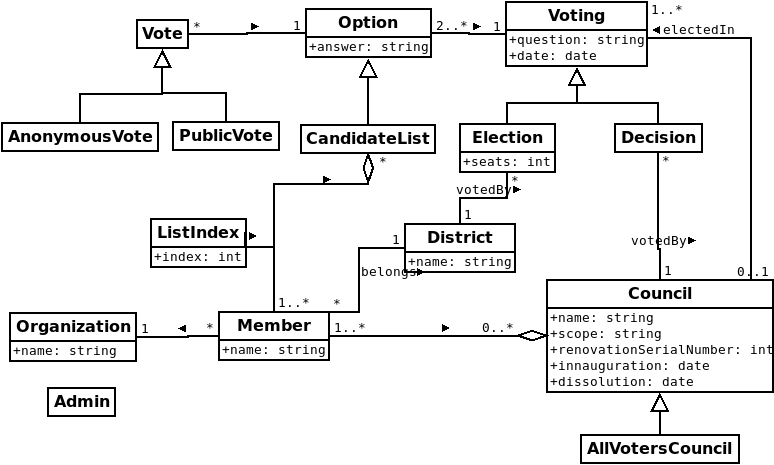 Vote
*
1
Option
+answer: string
2..*
1
Voting
+question: string
+date: date
1..*
electedIn
AnonymousVote
PublicVote
CandidateList
*
Election
+seats: int
Decision
*
votedBy
*
1
ListIndex
+index: int
1
District
+name: string
belongs
votedBy
1
0..1
Council
+name: string
+scope: string
+renovationSerialNumber: int
+innauguration: date
+dissolution: date
1..*
*
Organization
+name: string
1
*
Member
+name: string
1..*
0..*
Admin
AllVotersCouncil